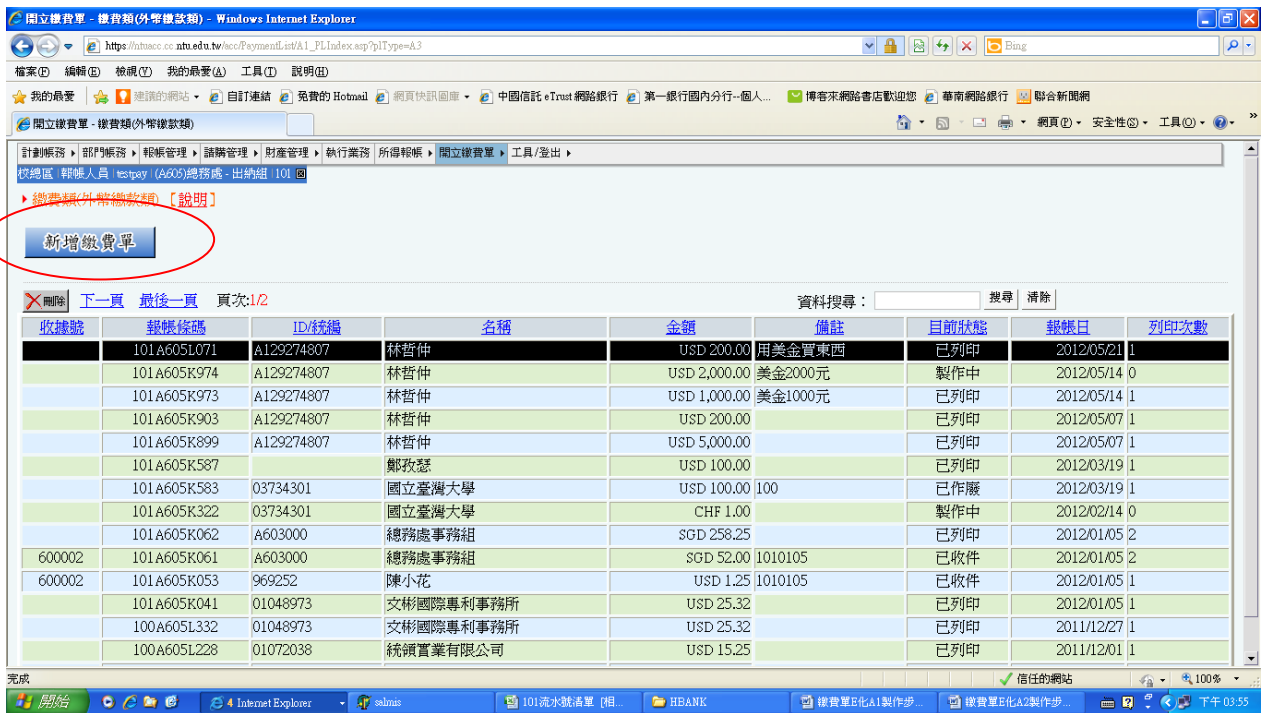 開立繳費單 - 繳費類(外幣繳款類) - Windows Internet Explorer
https://ntuacc.cc.ntu.edu.tw/acc/PaymentList/A1_PLIndex.asp?plType=A3
Bing
檔案(F) 編輯(E) 檢視(V) 我的最愛(A) 工具(T) 說明(H)
我的最愛 建議的網站 自訂連結 免費的 Hotmail 網頁快訊圖庫 中國信託 eTrust 網路銀行 第一銀行國內分行--個人... 博客來網路書店歡迎您 華南網路銀行 聯合新聞網
開立繳費單 - 繳費類(外幣繳款類) 網頁(P) 安全性(S) 工具(O) »
計劃帳務 部門帳務 報帳管理 請購管理 財產管理 執行業務 所得報帳 開立繳費單 工具/登出
校總區 | 報帳人員 | testpay | (A605)總務處 - 出納組 | 101
繳費類(外幣繳款類) [說明]
新增繳費單
刪除 下一頁 最後一頁 頁次:1/2 資料搜尋: 搜尋 清除
收據號 報帳條碼 ID/統編 名稱 金額 備註 目前狀態 報帳日 列印次數
101A605L071 A129274807 林哲仲 USD 200.00 用美金買東西 已列印 2012/05/21 1
101A605K974 A129274807 林哲仲 USD 2,000.00 美金2000元 製作中 2012/05/14 0
101A605K973 A129274807 林哲仲 USD 1,000.00 美金1000元 已列印 2012/05/14 1
101A605K903 A129274807 林哲仲 USD 200.00 已列印 2012/05/07 1
101A605K899 A129274807 林哲仲 USD 5,000.00 已列印 2012/05/07 1
101A605K587 鄭孜瑟 USD 100.00 已列印 2012/03/19 1
101A605K583 03734301 國立臺灣大學 USD 100.00 100 已作廢 2012/03/19 1
101A605K322 03734301 國立臺灣大學 CHF 1.00 製作中 2012/02/14 0
101A605K062 A603000 總務處事務組 SGD 258.25 已列印 2012/01/05 2
600002 101A605K061 A603000 總務處事務組 SGD 52.00 1010105 已收件 2012/01/05 2
600002 101A605K053 969252 陳小花 USD 1.25 1010105 已收件 2012/01/05 1
101A605K041 01048973 文彬國際專利事務所 USD 25.32 已列印 2012/01/05 1
100A605L332 01048973 文彬國際專利事務所 USD 25.32 已列印 2011/12/27 1
100A605L228 01072038 統領實業有限公司 USD 15.25 已列印 2011/12/01 1
完成 信任的網站 100%
開始 4 Internet Explorer salmis 101流水號清單 [相... HBANK 繳費單E化A1製作步... 繳費單E化A2製作步... 下午 03:55